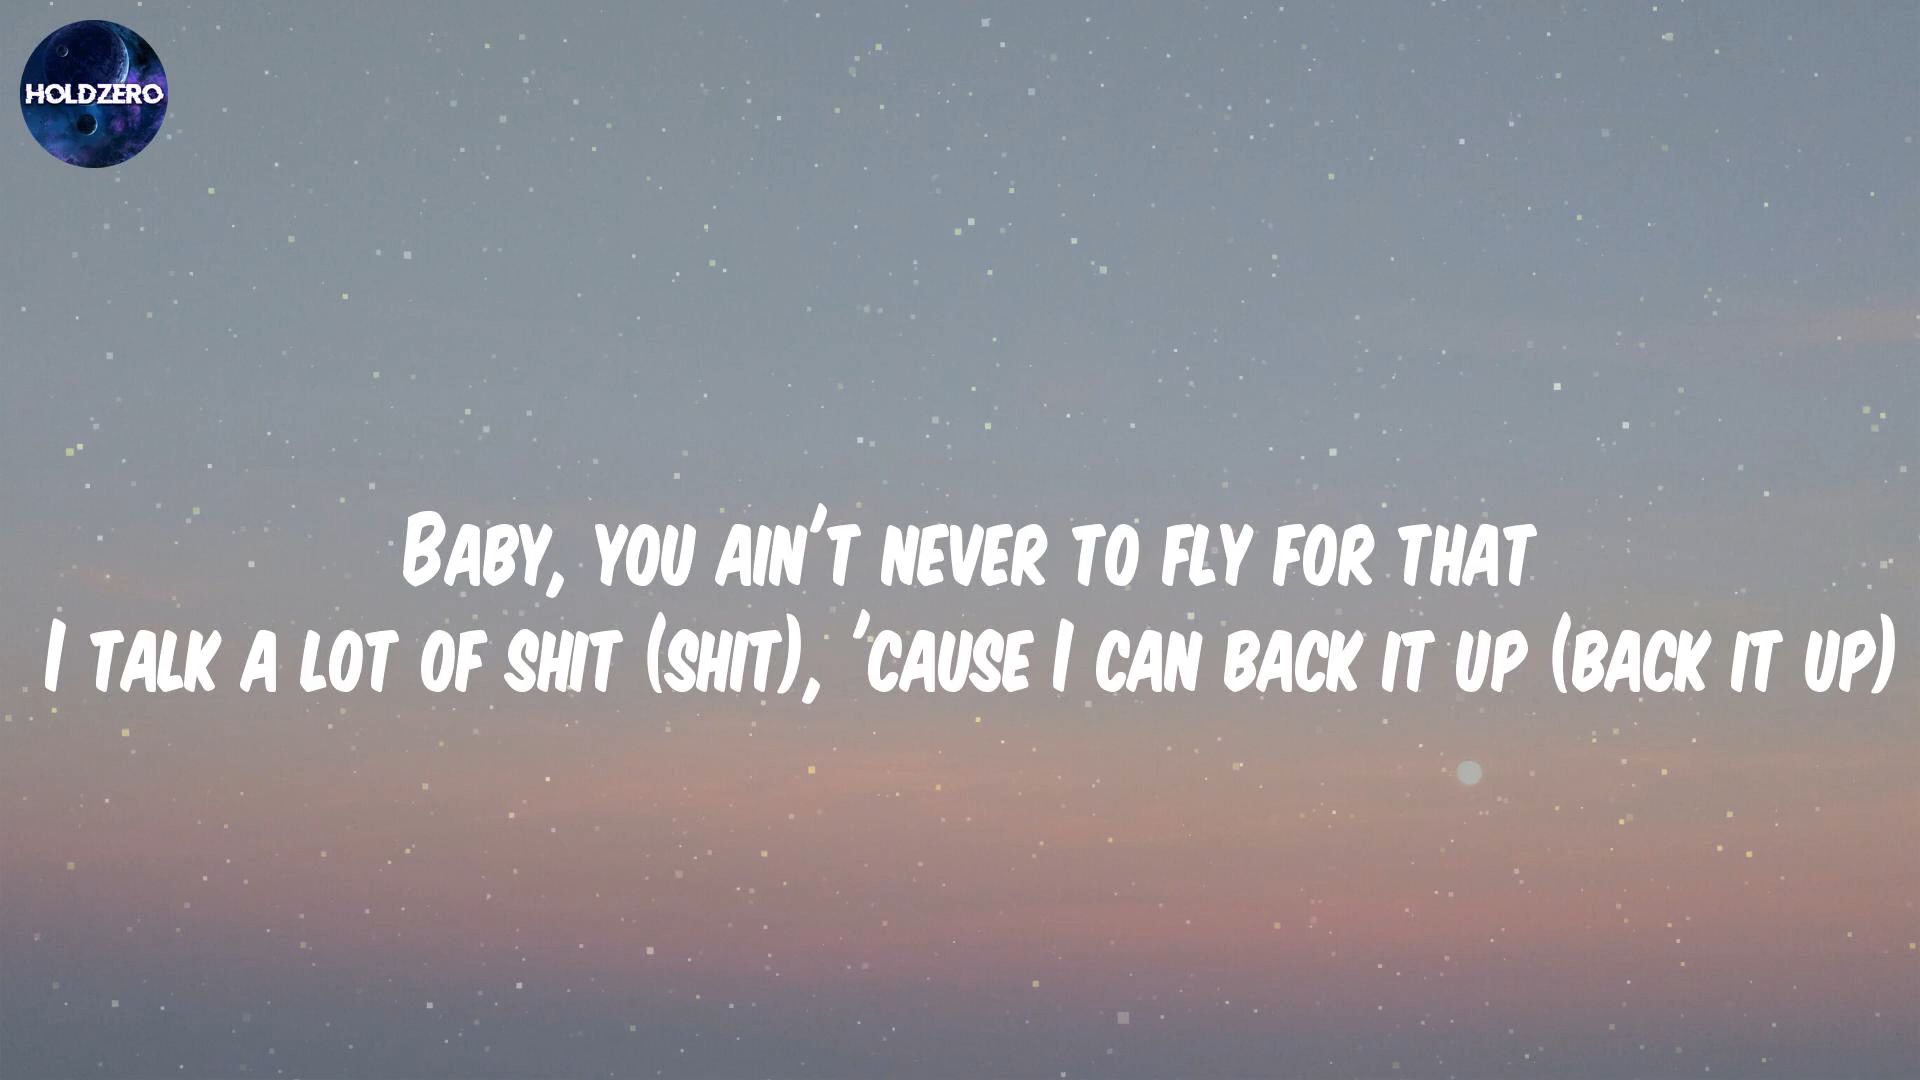 HOLDZERO
Baby, you ain't never to fly for that
I talk a lot of shit (shit), 'cause I can back it up (back it up)